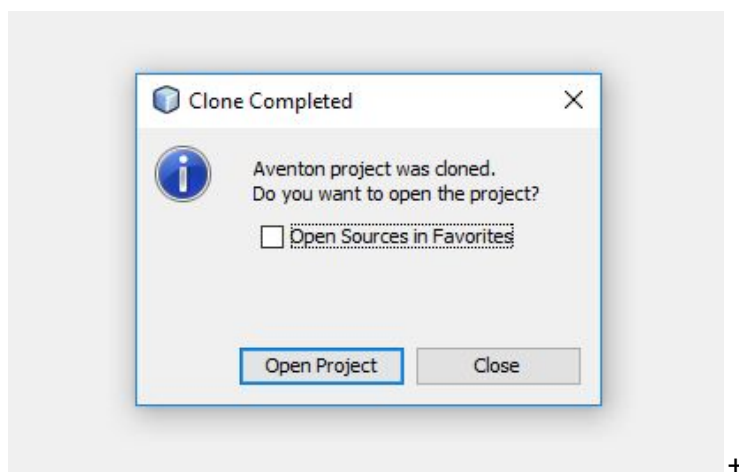 Clone Completed
Aventon project was cloned.
Do you want to open the project?
Open Sources in Favorites
Open Project
Close
+